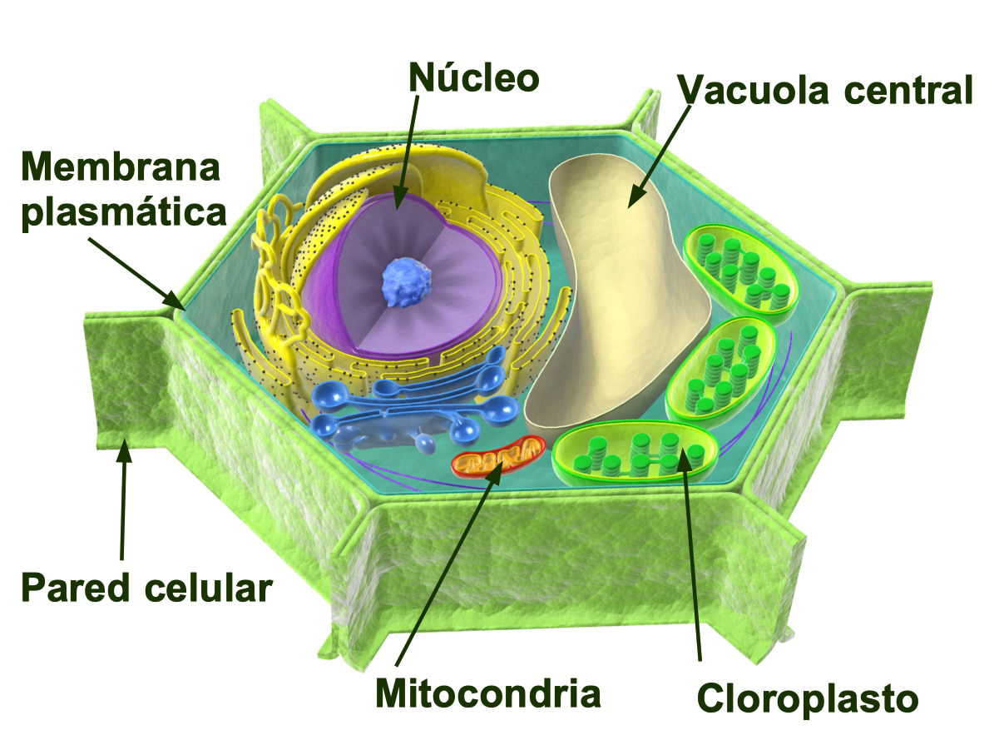 Núcleo
Vacuola central
Membrana
plasmática
Pared celular
Mitocondria
Cloroplasto